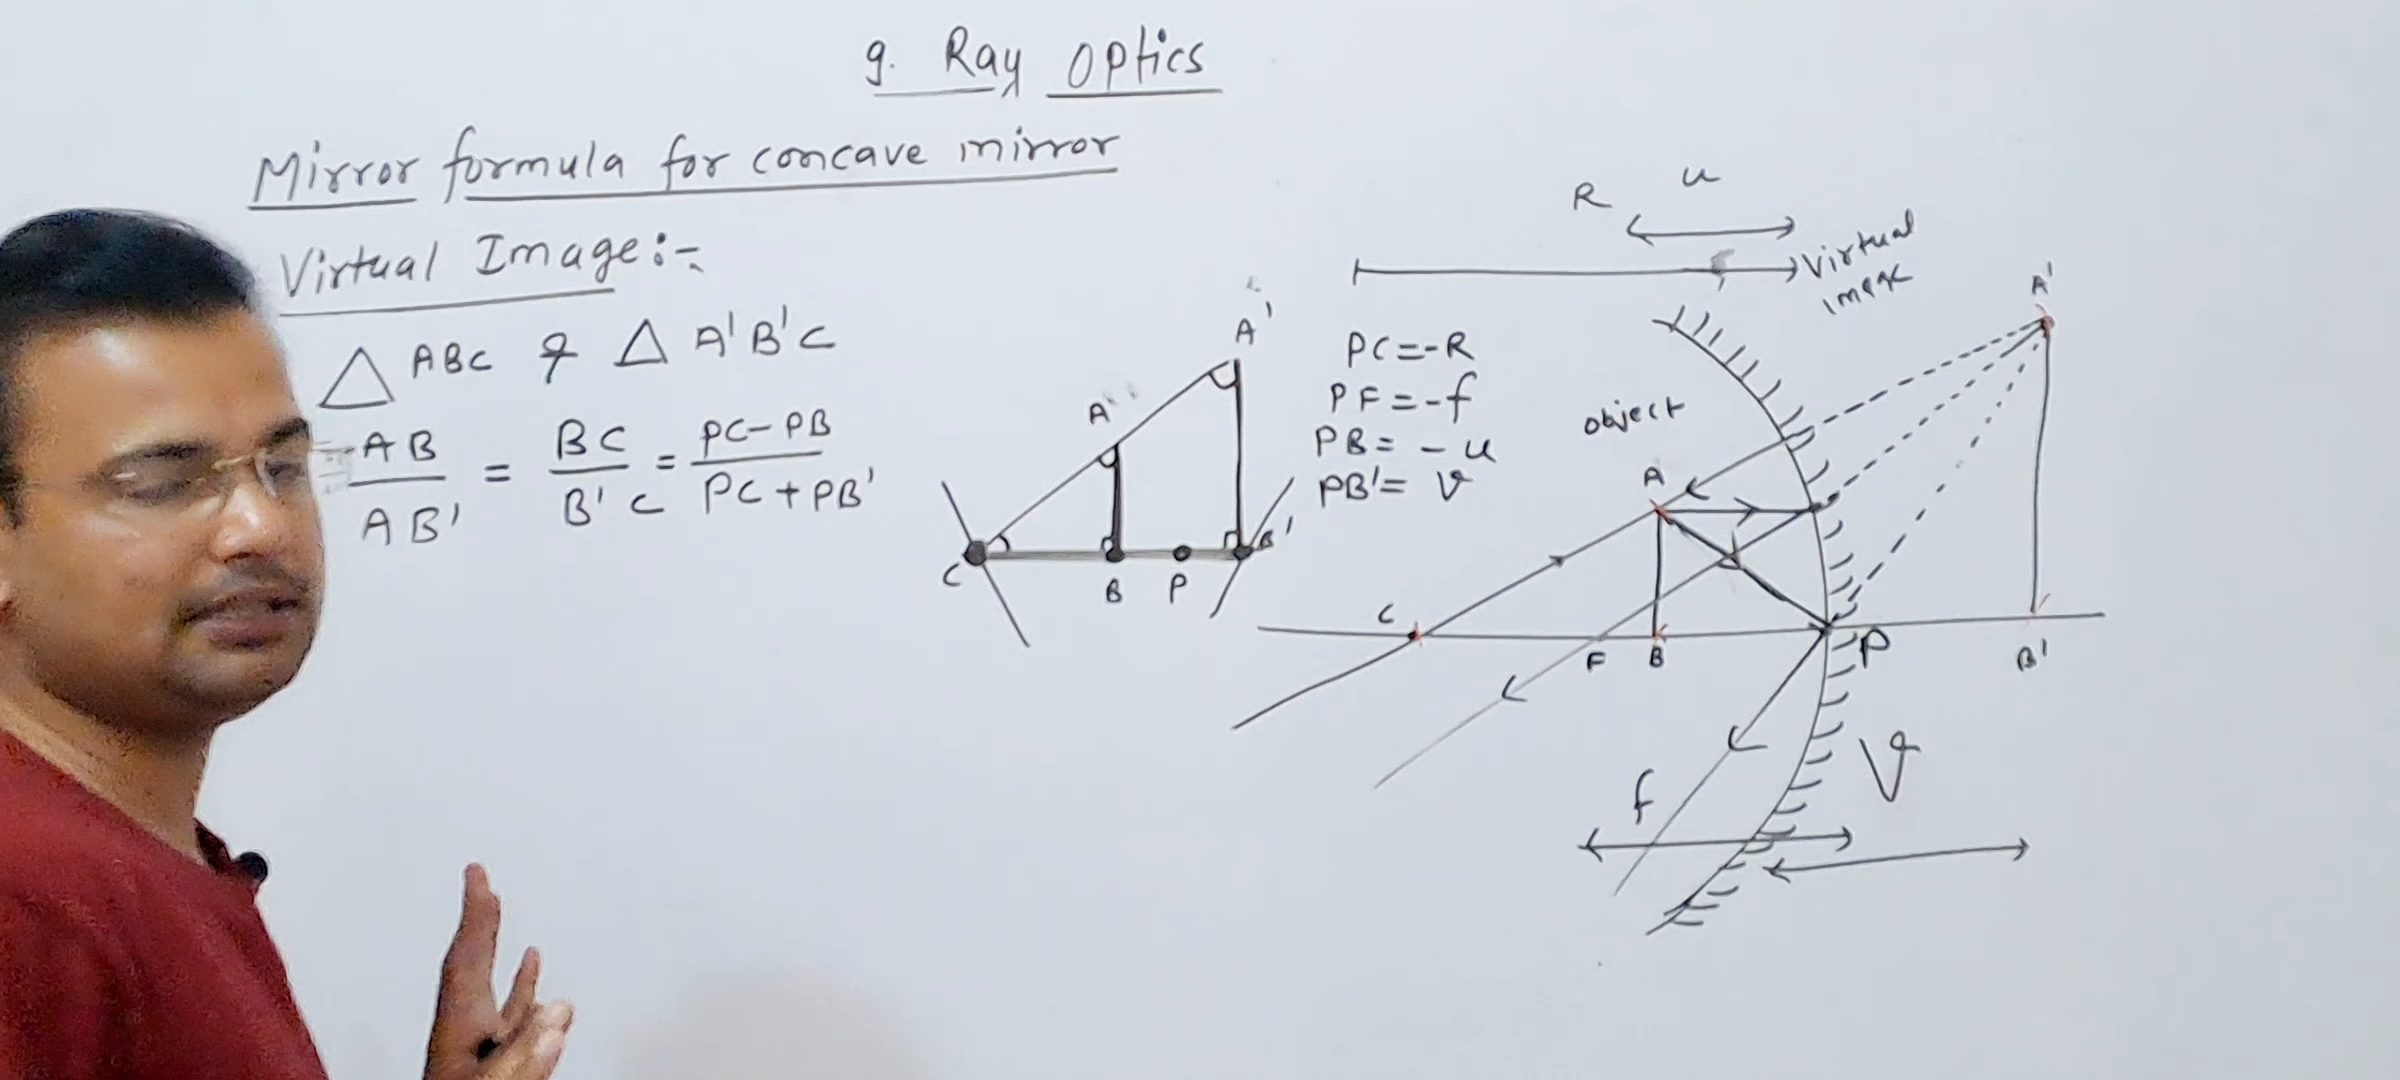 9. Ray Optics
Mirror formula for concave mirror
Virtual Image:-
△ ABC & △ A'B'C
AB/AB' = BC/B'C = PC-PB/PC+PB'
A'
A
C
B
P
B'
PC=-R
PF=-f
PB=-u
PB'=v
R
u
Virtual
image
A'
object
A
C
F
B
P
B'
f
v